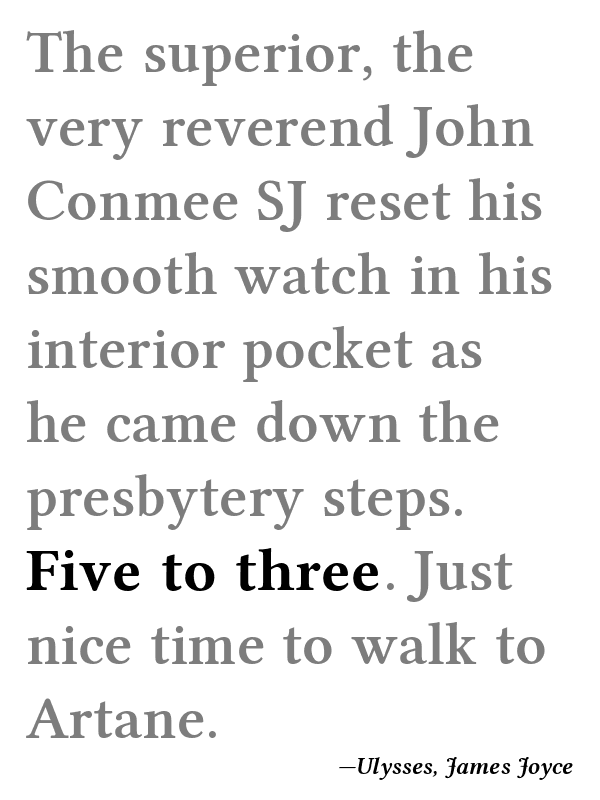 The superior, the
very reverend John
Conmee SJ reset his
smooth watch in his
interior pocket as
he came down the
presbytery steps.
Five to three. Just
nice time to walk to
Artane.
—Ulysses, James Joyce